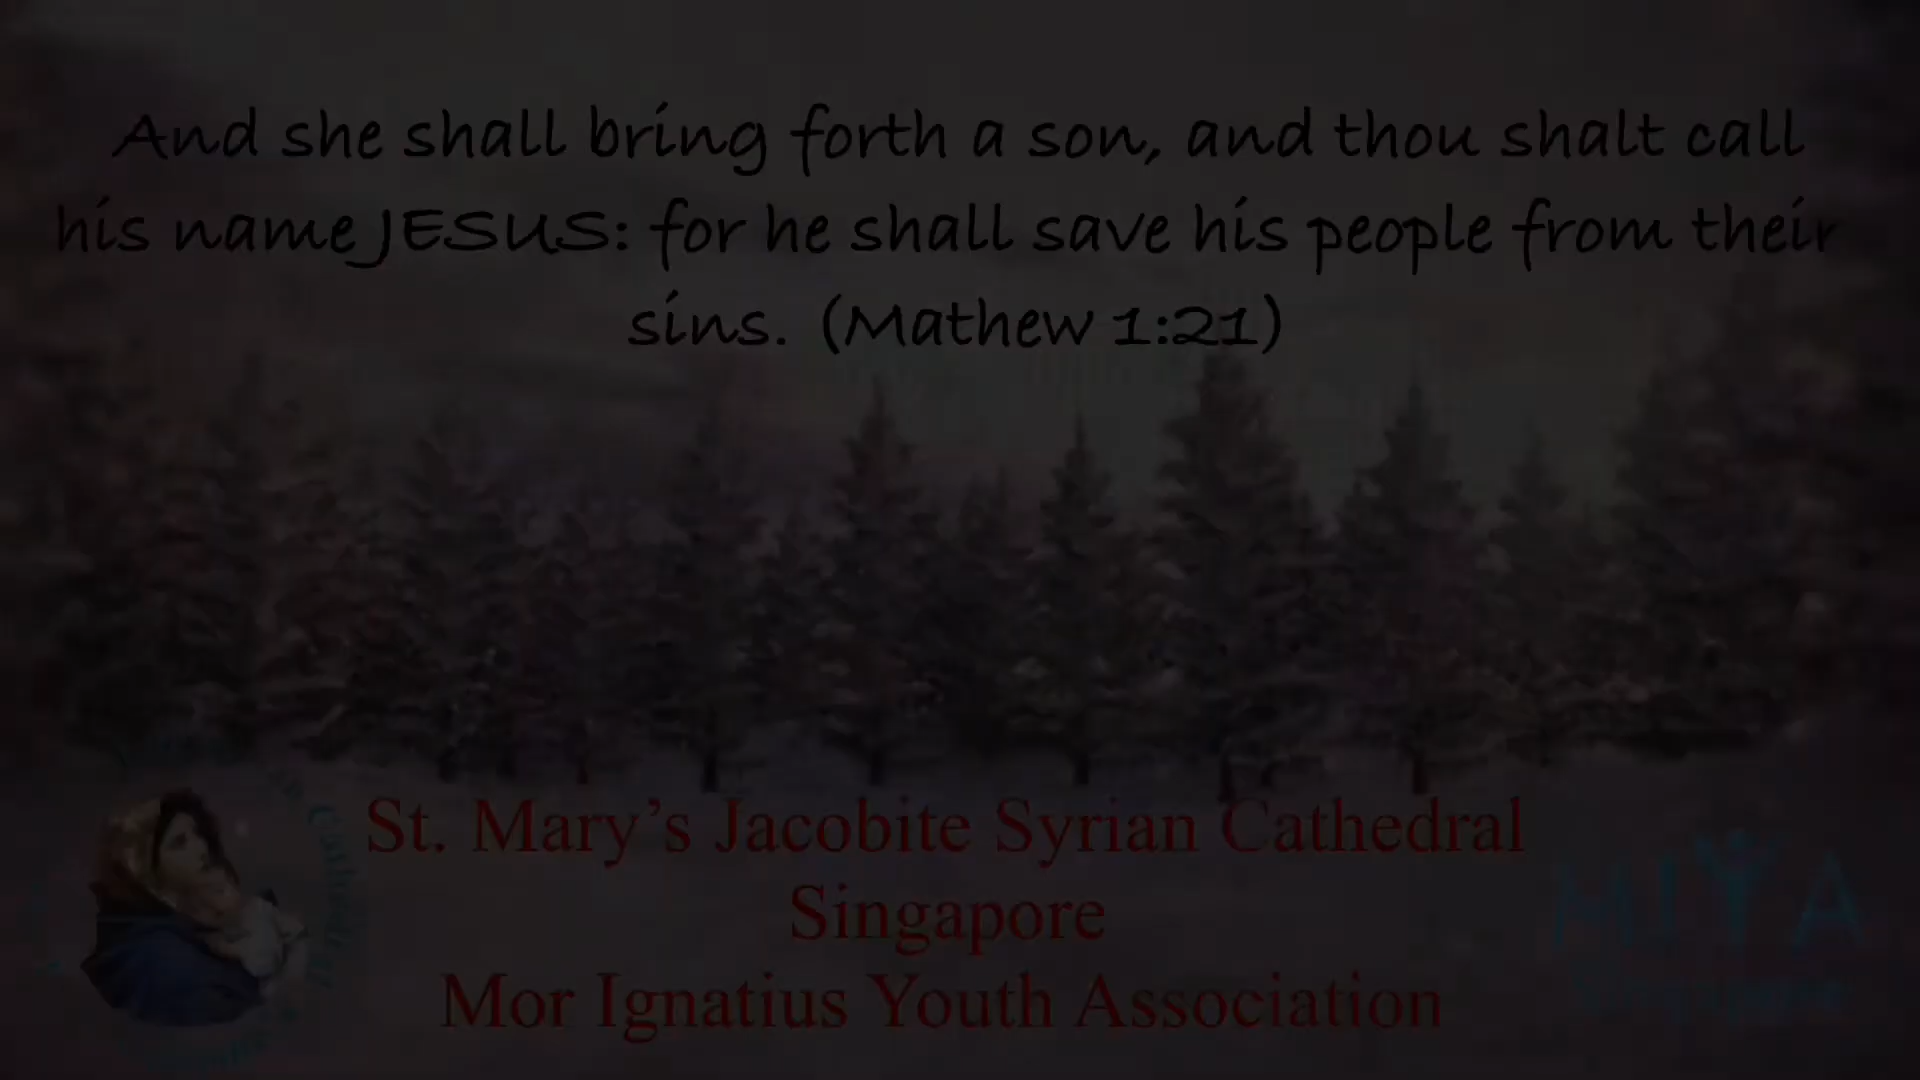 And she shall bring forth a son, and thou shalt call
his name JESUS: for he shall save his people from their
sins. (Mathew 1:21)
St. Mary’s Jacobite Syrian Cathedral
Singapore
Mor Ignatius Youth Association
MIYA